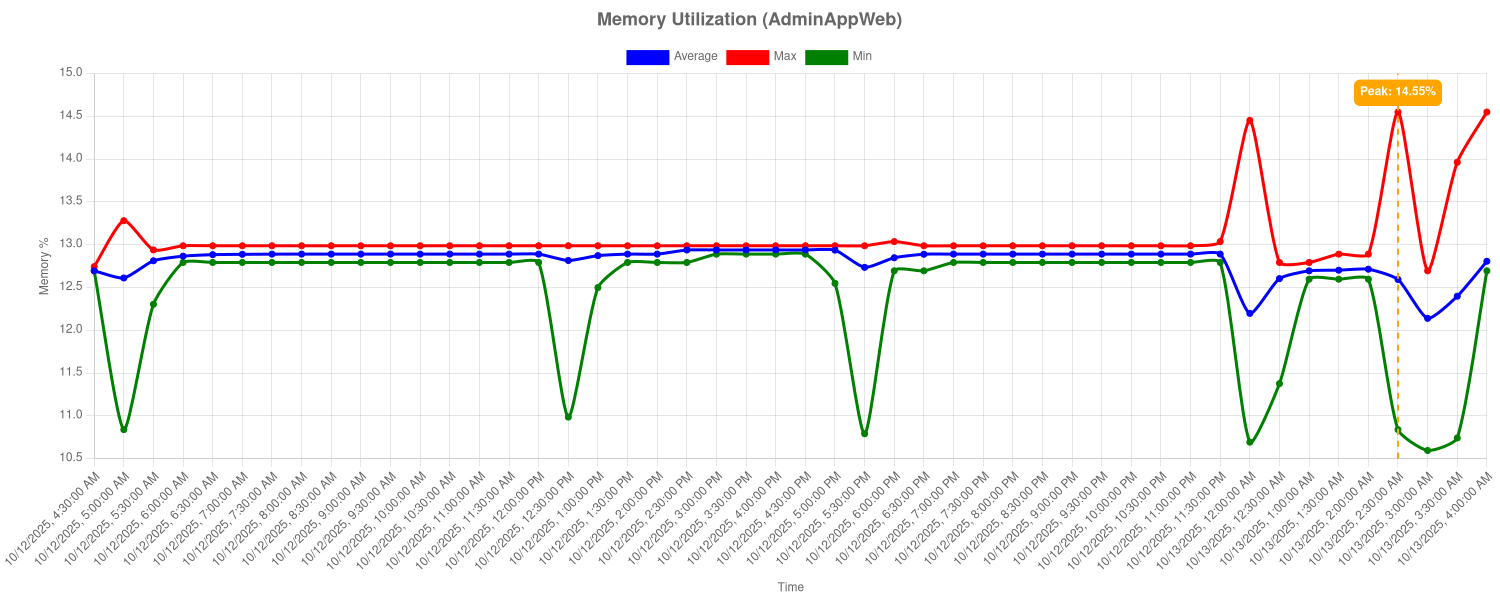 Memory Utilization (AdminAppWeb)
Average Max Min
Peak: 14.55%
15.0
14.5
14.0
13.5
13.0
12.5
12.0
11.5
11.0
10.5
Memory %
10/12/2025, 4:30:00 AM
10/12/2025, 5:00:00 AM
10/12/2025, 5:30:00 AM
10/12/2025, 6:00:00 AM
10/12/2025, 6:30:00 AM
10/12/2025, 7:00:00 AM
10/12/2025, 7:30:00 AM
10/12/2025, 8:00:00 AM
10/12/2025, 8:30:00 AM
10/12/2025, 9:00:00 AM
10/12/2025, 9:30:00 AM
10/12/2025, 10:00:00 AM
10/12/2025, 10:30:00 AM
10/12/2025, 11:00:00 AM
10/12/2025, 11:30:00 AM
10/12/2025, 12:00:00 PM
10/12/2025, 12:30:00 PM
10/12/2025, 1:00:00 PM
10/12/2025, 1:30:00 PM
10/12/2025, 2:00:00 PM
10/12/2025, 2:30:00 PM
10/12/2025, 3:00:00 PM
10/12/2025, 3:30:00 PM
10/12/2025, 4:00:00 PM
10/12/2025, 4:30:00 PM
10/12/2025, 5:00:00 PM
10/12/2025, 5:30:00 PM
10/12/2025, 6:00:00 PM
10/12/2025, 6:30:00 PM
10/12/2025, 7:00:00 PM
10/12/2025, 7:30:00 PM
10/12/2025, 8:00:00 PM
10/12/2025, 8:30:00 PM
10/12/2025, 9:00:00 PM
10/12/2025, 9:30:00 PM
10/12/2025, 10:00:00 PM
10/12/2025, 10:30:00 PM
10/12/2025, 11:00:00 PM
10/12/2025, 11:30:00 PM
10/13/2025, 12:00:00 AM
10/13/2025, 12:30:00 AM
10/13/2025, 1:00:00 AM
10/13/2025, 1:30:00 AM
10/13/2025, 2:00:00 AM
10/13/2025, 2:30:00 AM
10/13/2025, 3:00:00 AM
10/13/2025, 3:30:00 AM
10/13/2025, 4:00:00 AM
Time